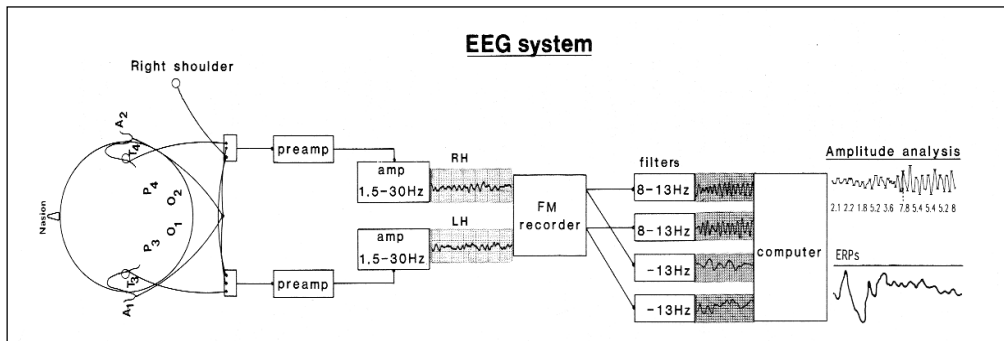 EEG system
Right shoulder
Nasion
A2
T4
P4
O2
O1
P3
T3
A1
preamp
preamp
amp
1.5-30Hz
RH
LH
amp
1.5-30Hz
FM
recorder
filters
8-13Hz
8-13Hz
-13Hz
-13Hz
computer
Amplitude analysis
2.1 2.2 1.8 5.2 3.6 7.8 5.4 5.4 5.2 8
ERPs